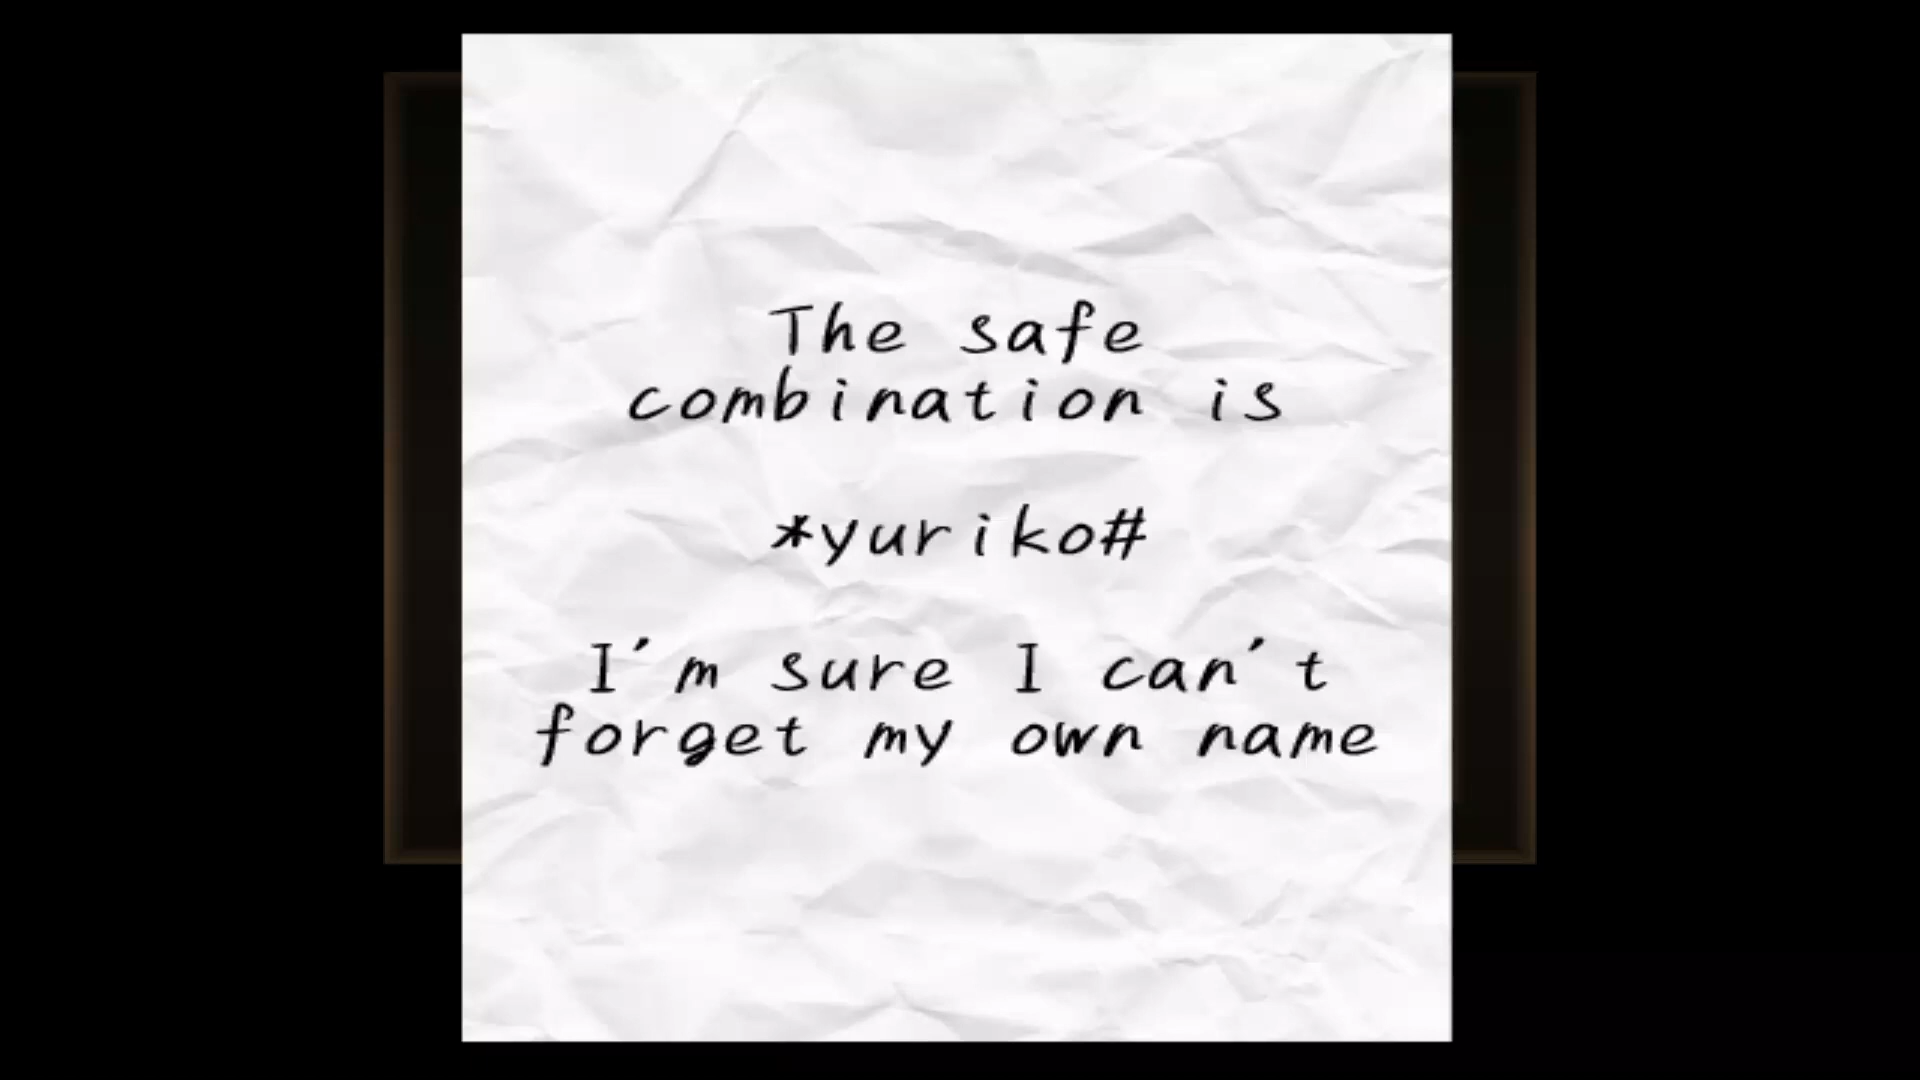 The safe
combination is
*yuriko#
I'm sure I can't
forget my own name